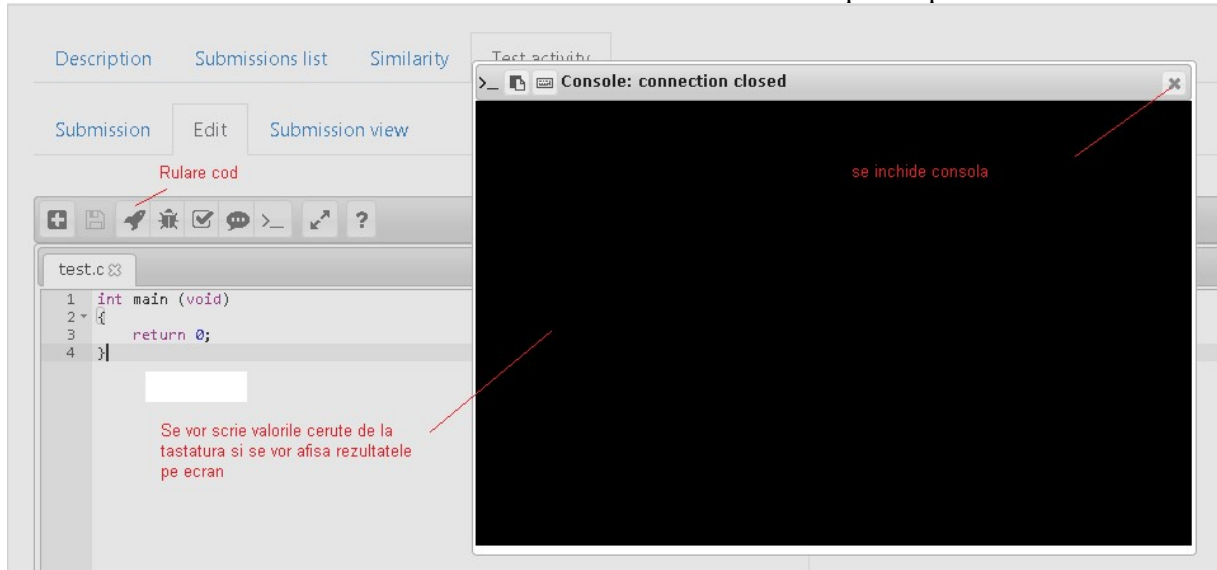 Description Submissions list Similarity Test activity
>_ Console: connection closed
Submission Edit Submission view
Rulare cod
se inchide consola
>_ ?
test.c
1 int main (void)
2 {
3 return 0;
4 }
Se vor scrie valorile cerute de la
tastatura si se vor afisa rezultatele
pe ecran